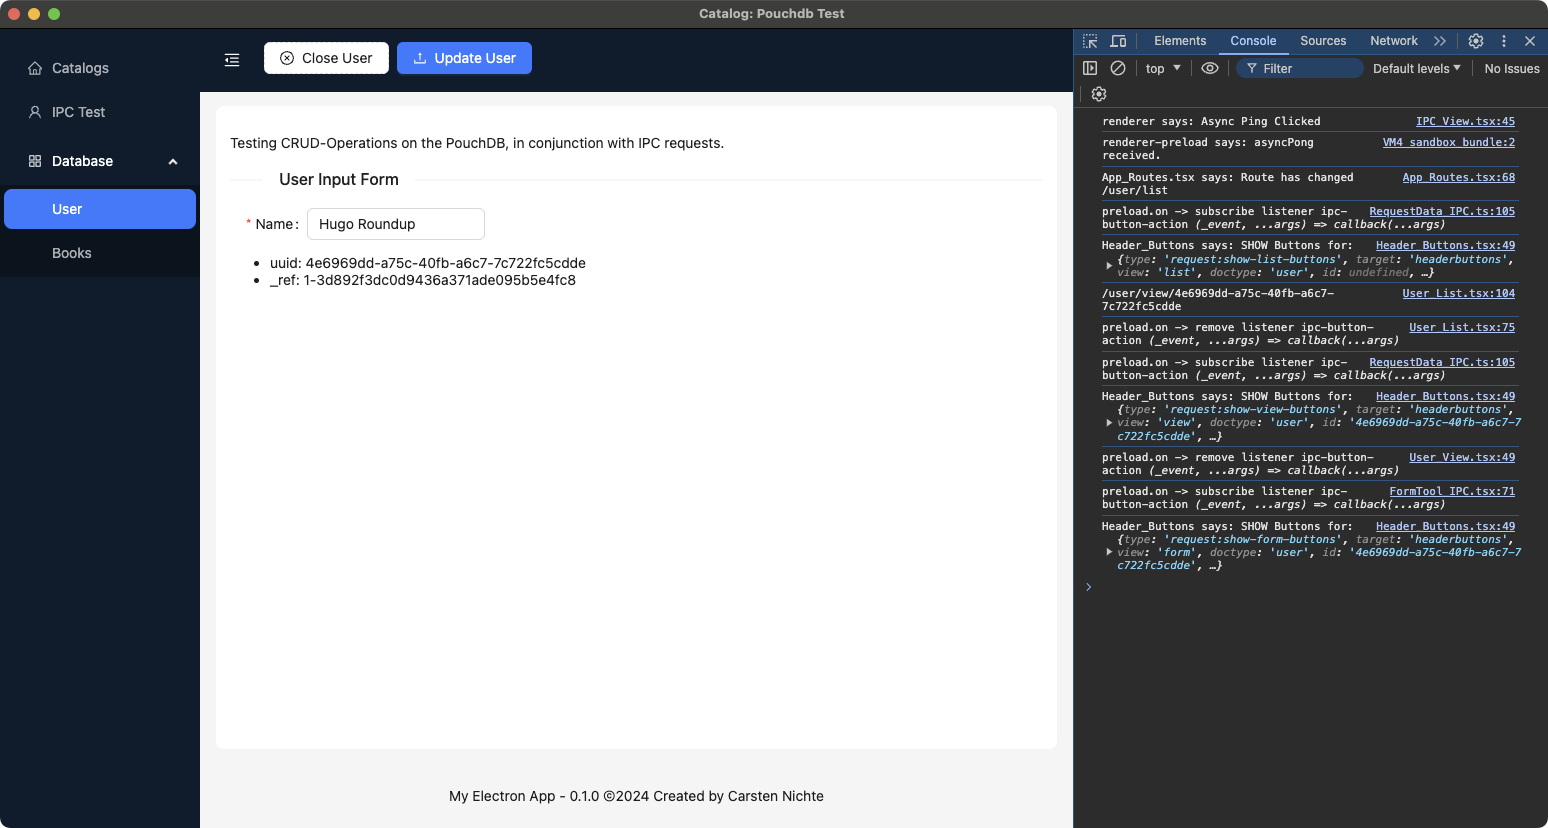 Catalog: Pouchdb Test
Catalogs
IPC Test
Database
User
Books
Close User
Update User
Testing CRUD-Operations on the PouchDB, in conjunction with IPC requests.
User Input Form
* Name:
Hugo Roundup
uuid: 4e6969dd-a75c-40fb-a6c7-7c722fc5cdde
_ref: 1-3d892f3dc0d9436a371ade095b5e4fc8
My Electron App - 0.1.0 ©2024 Created by Carsten Nichte
Elements Console Sources Network
top Filter Default levels No Issues
renderer says: Async Ping Clicked IPC_View.tsx:45
renderer-preload says: asyncPong VM4 sandbox_bundle:2
received.
App_Routes.tsx says: Route has changed App_Routes.tsx:68
/user/list
preload.on -> subscribe listener ipc- RequestData_IPC.ts:105
button-action (_event, ...args) => callback(...args)
Header_Buttons says: SHOW Buttons for: Header_Buttons.tsx:49
{type: 'request:show-list-buttons', target: 'headerbuttons',
view: 'list', doctype: 'user', id: undefined, …}
/user/view/4e6969dd-a75c-40fb-a6c7- User_List.tsx:104
7c722fc5cdde
preload.on -> remove listener ipc-button- User_List.tsx:75
action (_event, ...args) => callback(...args)
preload.on -> subscribe listener ipc- RequestData_IPC.ts:105
button-action (_event, ...args) => callback(...args)
Header_Buttons says: SHOW Buttons for: Header_Buttons.tsx:49
{type: 'request:show-view-buttons', target: 'headerbuttons',
view: 'view', doctype: 'user', id: '4e6969dd-a75c-40fb-a6c7-7
c722fc5cdde', …}
preload.on -> remove listener ipc-button- User_View.tsx:49
action (_event, ...args) => callback(...args)
preload.on -> subscribe listener ipc- FormTool_IPC.tsx:71
button-action (_event, ...args) => callback(...args)
Header_Buttons says: SHOW Buttons for: Header_Buttons.tsx:49
{type: 'request:show-form-buttons', target: 'headerbuttons',
view: 'form', doctype: 'user', id: '4e6969dd-a75c-40fb-a6c7-7
c722fc5cdde', …}